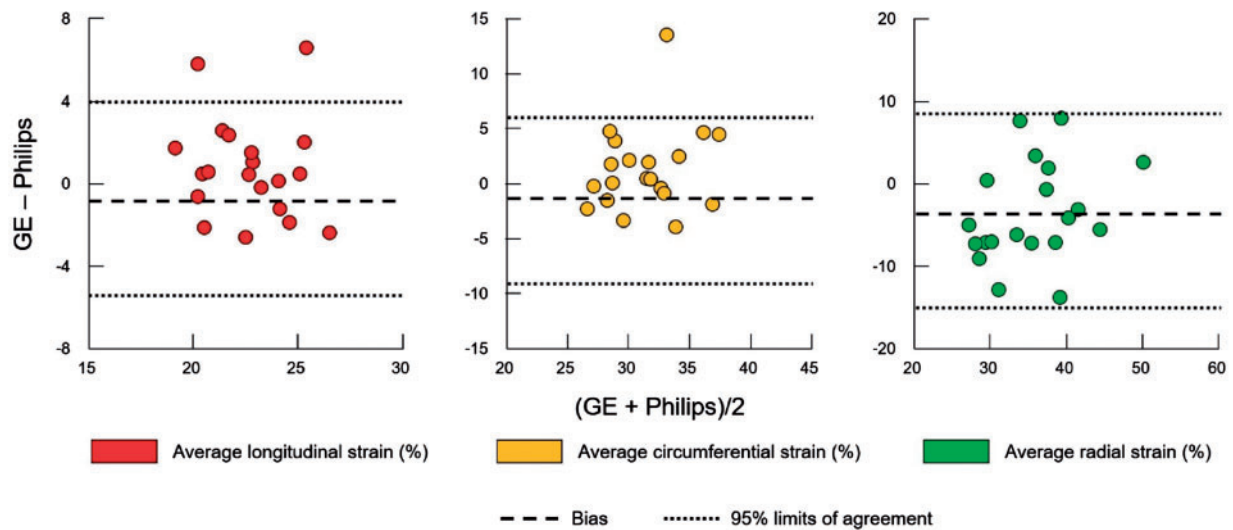 GE – Philips
8
4
0
-4
-8
15 20 25 30
15
10
5
0
-5
-10
-15
20 25 30 35 40 45
20
10
0
-10
-20
20 30 40 50 60
(GE + Philips)/2
Average longitudinal strain (%) Average circumferential strain (%) Average radial strain (%)
Bias 95% limits of agreement